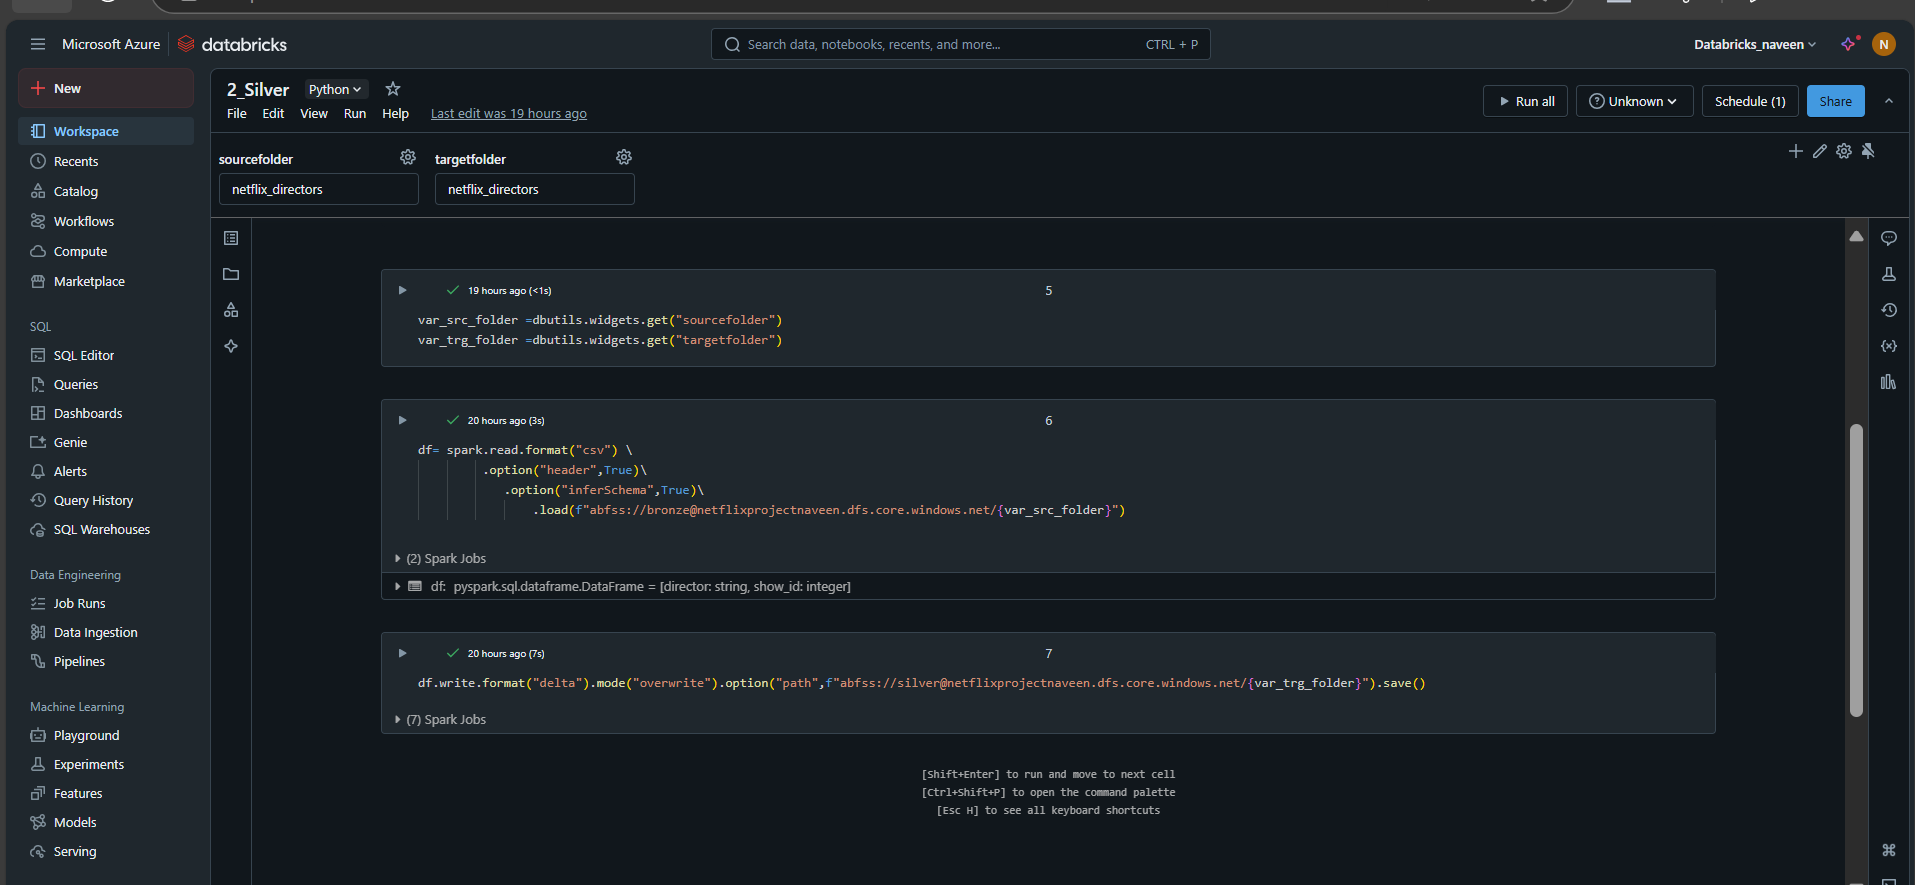 Microsoft Azure databricks
Search data, notebooks, recents, and more... CTRL + P
Databricks_naveen N
New
Workspace
Recents
Catalog
Workflows
Compute
Marketplace
SQL
SQL Editor
Queries
Dashboards
Genie
Alerts
Query History
SQL Warehouses
Data Engineering
Job Runs
Data Ingestion
Pipelines
Machine Learning
Playground
Experiments
Features
Models
Serving
2_Silver Python
File Edit View Run Help Last edit was 19 hours ago
Run all Unknown Schedule (1) Share
sourcefolder targetfolder
netflix_directors netflix_directors
19 hours ago (<1s) 5
var_src_folder =dbutils.widgets.get("sourcefolder")
var_trg_folder =dbutils.widgets.get("targetfolder")
20 hours ago (3s) 6
df= spark.read.format("csv") \
.option("header",True)\
.option("inferSchema",True)\
.load(f"abfss://bronze@netflixprojectnaveen.dfs.core.windows.net/{var_src_folder}")
(2) Spark Jobs
df: pyspark.sql.dataframe.DataFrame = [director: string, show_id: integer]
20 hours ago (7s) 7
df.write.format("delta").mode("overwrite").option("path",f"abfss://silver@netflixprojectnaveen.dfs.core.windows.net/{var_trg_folder}").save()
(7) Spark Jobs
[Shift+Enter] to run and move to next cell
[Ctrl+Shift+P] to open the command palette
[Esc H] to see all keyboard shortcuts